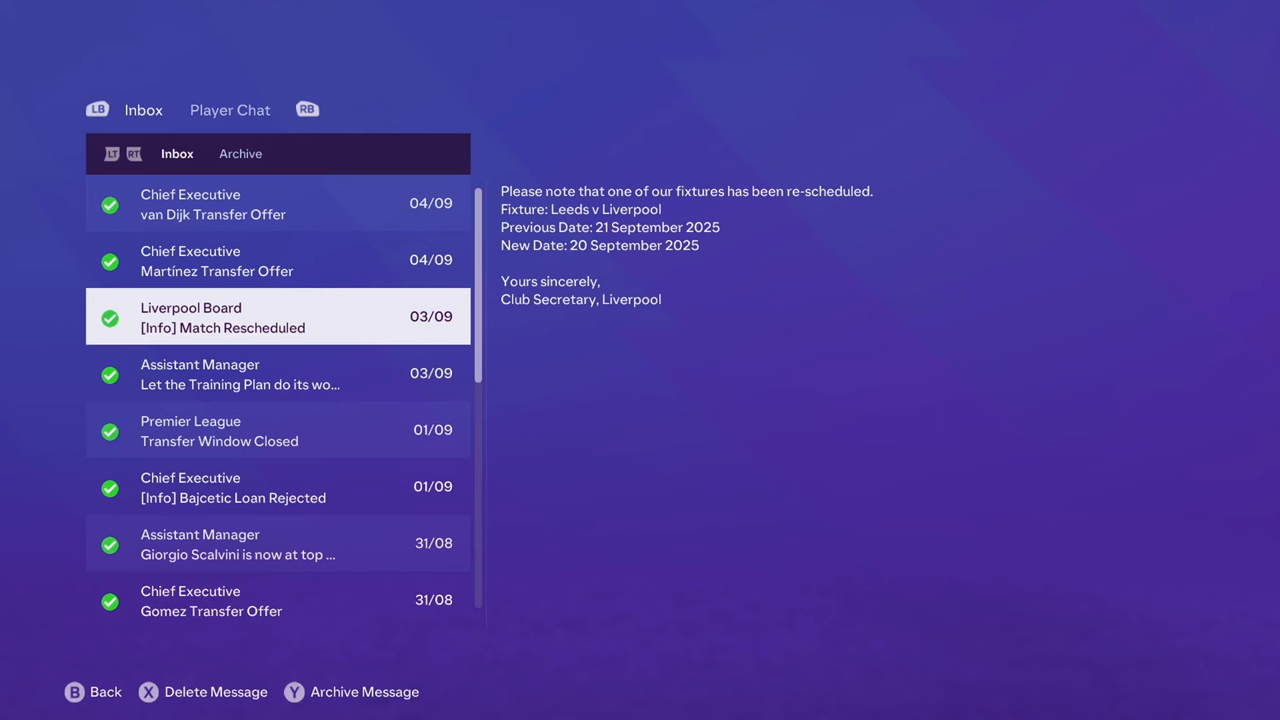 LB Inbox Player Chat RB
LT RT Inbox Archive
Chief Executive
van Dijk Transfer Offer
04/09
Chief Executive
Martínez Transfer Offer
04/09
Liverpool Board
[Info] Match Rescheduled
03/09
Assistant Manager
Let the Training Plan do its wo...
03/09
Premier League
Transfer Window Closed
01/09
Chief Executive
[Info] Bajcetic Loan Rejected
01/09
Assistant Manager
Giorgio Scalvini is now at top ...
31/08
Chief Executive
Gomez Transfer Offer
31/08
Please note that one of our fixtures has been re-scheduled.
Fixture: Leeds v Liverpool
Previous Date: 21 September 2025
New Date: 20 September 2025
Yours sincerely,
Club Secretary, Liverpool
B Back X Delete Message Y Archive Message